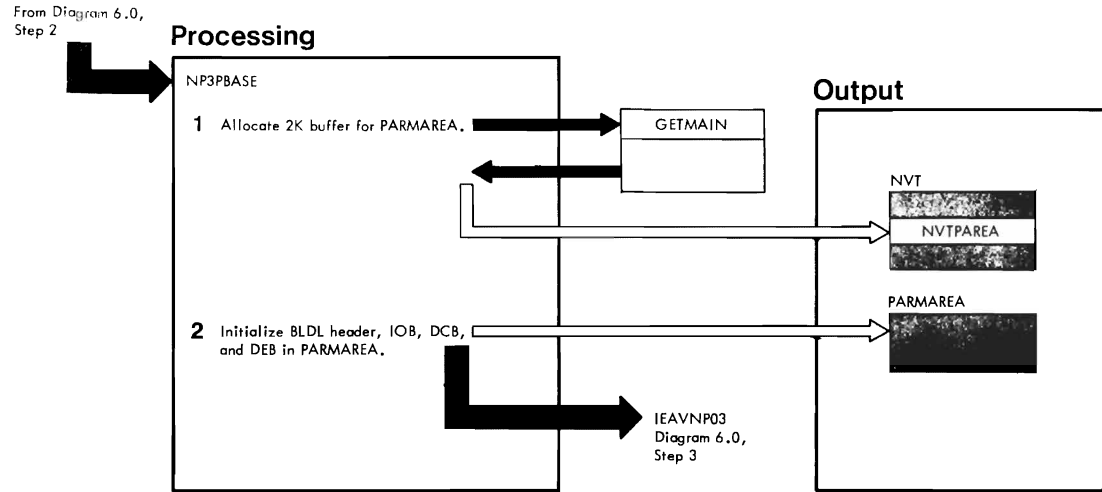 From Diagram 6.0,
Step 2
Processing
NP3PBASE
1 Allocate 2K buffer for PARMAREA.
GETMAIN
Output
NVT
NVTPAREA
PARMAREA
2 Initialize BLDL header, IOB, DCB,
and DEB in PARMAREA.
IEAVNP03
Diagram 6.0,
Step 3